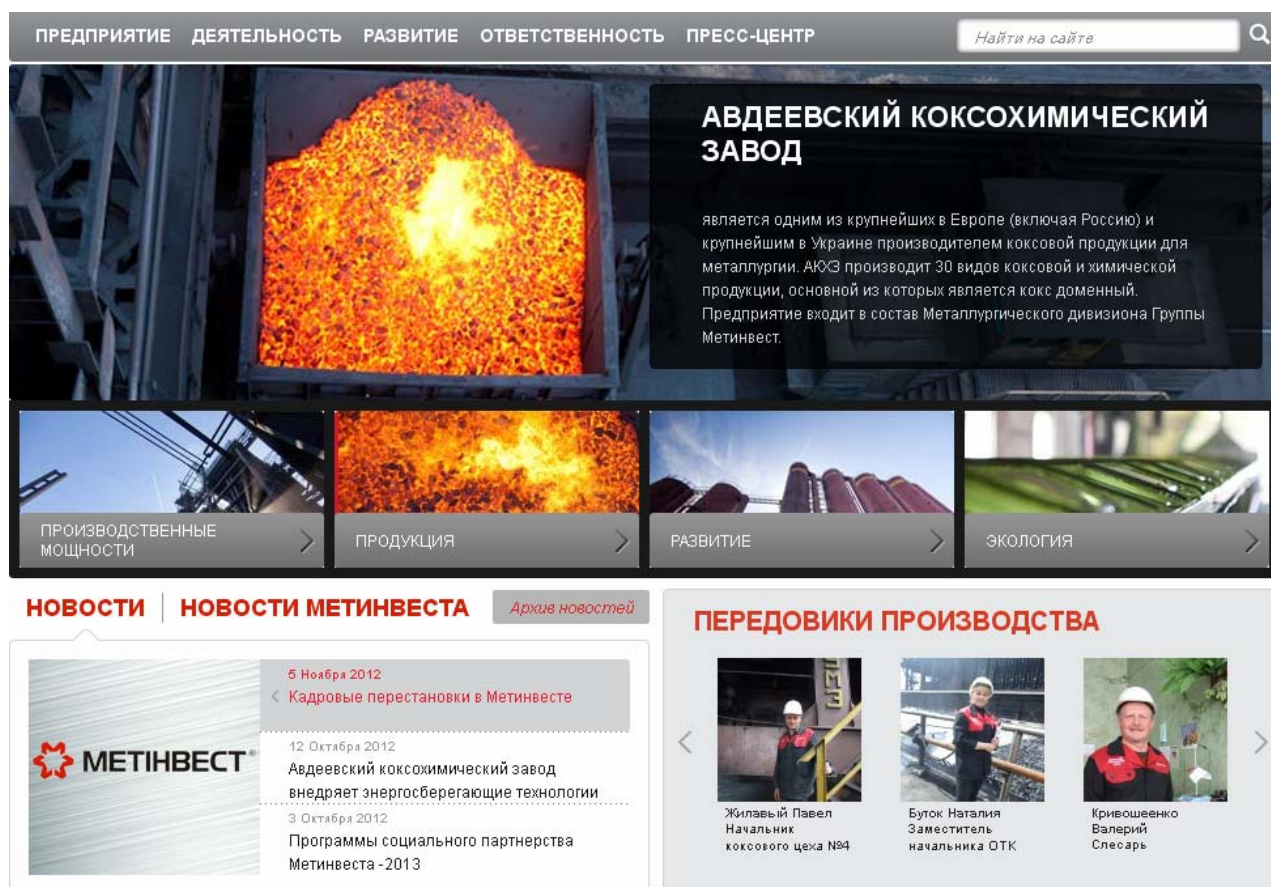 ПРЕДПРИЯТИЕ ДЕЯТЕЛЬНОСТЬ РАЗВИТИЕ ОТВЕТСТВЕННОСТЬ ПРЕСС-ЦЕНТР
Найти на сайте
АВДЕЕВСКИЙ КОКСОХИМИЧЕСКИЙ
ЗАВОД
является одним из крупнейших в Европе (включая Россию) и
крупнейшим в Украине производителем коксовой продукции для
металлургии. АКХЗ производит 30 видов коксовой и химической
продукции, основной из которых является кокс доменный.
Предприятие входит в состав Металлургического дивизиона Группы
Метинвест.
ПРОИЗВОДСТВЕННЫЕ
МОЩНОСТИ
ПРОДУКЦИЯ
РАЗВИТИЕ
ЭКОЛОГИЯ
НОВОСТИ
НОВОСТИ МЕТИНВЕСТА
Архив новостей
МЕТІНВЕСТ
5 Ноября 2012
Кадровые перестановки в Метинвесте
12 Октября 2012
Авдеевский коксохимический завод
внедряет энергосберегающие технологии
3 Октября 2012
Программы социального партнерства
Метинвеста -2013
ПЕРЕДОВИКИ ПРОИЗВОДСТВА
Жилавый Павел
Начальник
коксового цеха №4
Буток Наталия
Заместитель
начальника ОТК
Кривошеенко
Валерий
Слесарь